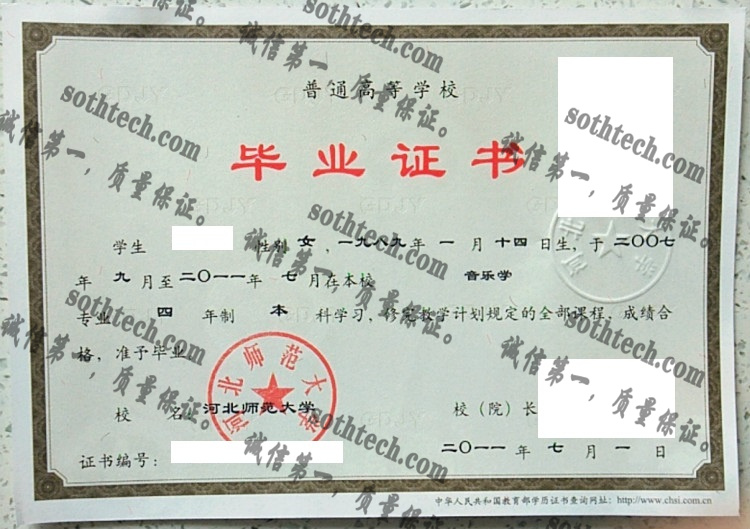 普通高等学校
毕业证书
学生 性别 女，一九八九年 一 月 十四 日生，于 二〇〇七
年 九 月至 二〇一一年 七 月在本校 音乐学
专业 四 年制 本 科学习，修完教学计划规定的全部课程，成绩合
格，准予毕业。
校 名：河北师范大学
校（院）长
河北师范大学
二〇一一年 七 月 一 日
证书编号：
中华人民共和国教育部学历证书查询网址：http://www.chsi.com.cn
sothtech.com
诚信第一，质量保证。